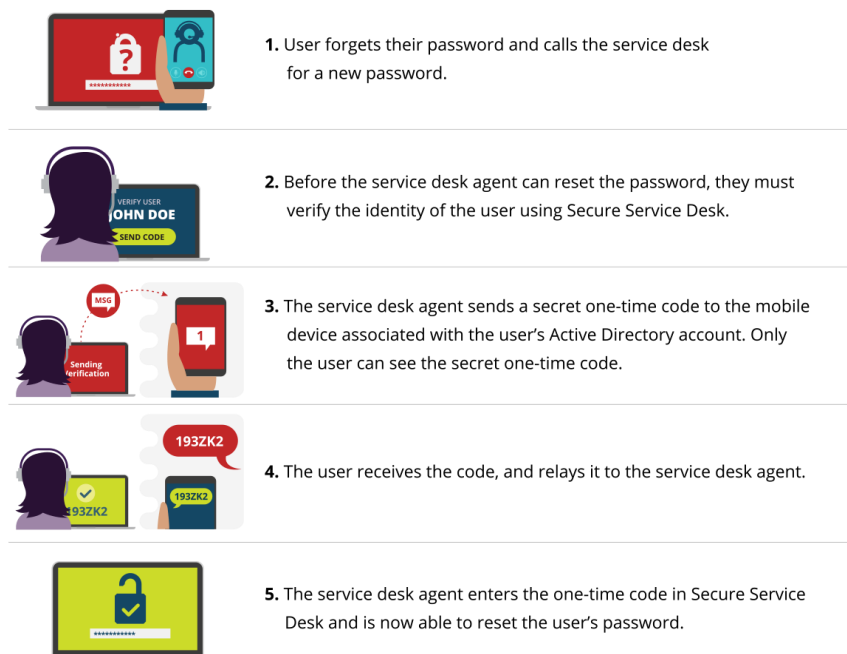 ?
***********
1. User forgets their password and calls the service desk
for a new password.
VERIFY USER
JOHN DOE
SEND CODE
2. Before the service desk agent can reset the password, they must
verify the identity of the user using Secure Service Desk.
MSG
1
Sending
Verification
3. The service desk agent sends a secret one-time code to the mobile
device associated with the user’s Active Directory account. Only
the user can see the secret one-time code.
193ZK2
193ZK2
93ZK2
4. The user receives the code, and relays it to the service desk agent.
***********
5. The service desk agent enters the one-time code in Secure Service
Desk and is now able to reset the user’s password.